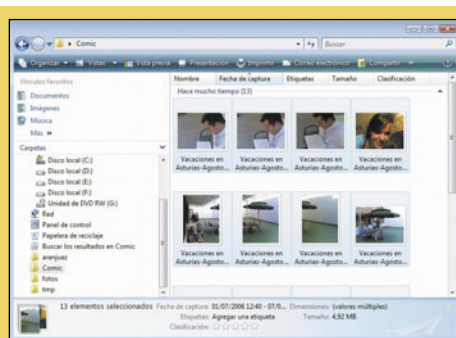 Comic
Buscar
Organizar Vistas Vista previa Presentación Imprimir Correo electrónico Compartir
Vínculos favoritos
Documentos
Imágenes
Música
Más
Carpetas
Disco local (C:)
Disco local (D:)
Disco local (E:)
Disco local (F:)
Unidad de DVD RW (G:)
Red
Panel de control
Papelera de reciclaje
Buscar los resultados en Comic
aranjuez
Comic
fotos
tmp
Nombre Fecha de captura Etiquetas Tamaño Clasificación
Hace mucho tiempo (13)
Vacaciones en Asturias-Agosto...
Vacaciones en Asturias-Agosto...
Vacaciones en Asturias-Agosto...
Vacaciones en Asturias-Agosto...
Vacaciones en Asturias-Agosto...
Vacaciones en Asturias-Agosto...
Vacaciones en Asturias-Agosto...
Vacaciones en Asturias-Agosto...
13 elementos seleccionados Fecha de captura: 01/07/2006 12:40 - 07/0... Dimensiones: (valores múltiples)
Etiquetas: Agregar una etiqueta Tamaño: 4,92 MB
Clasificación: